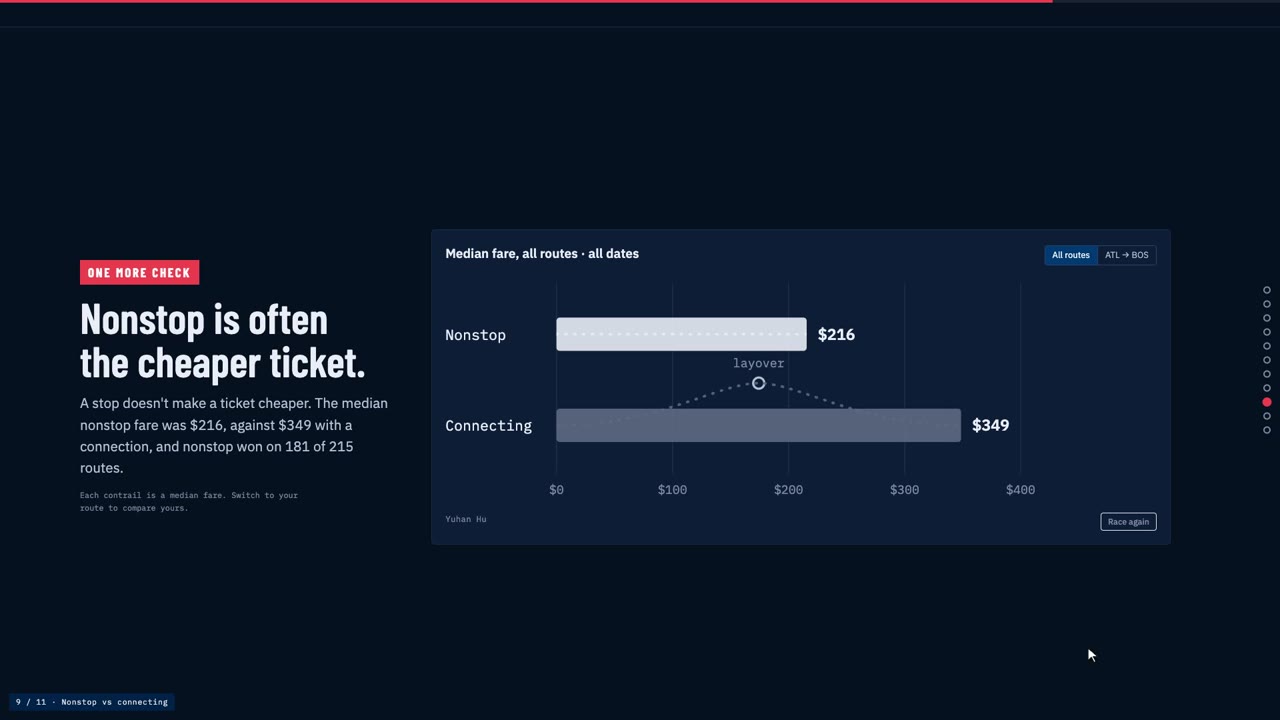 ONE MORE CHECK
Nonstop is often
the cheaper ticket.
A stop doesn't make a ticket cheaper. The median
nonstop fare was $216, against $349 with a
connection, and nonstop won on 181 of 215
routes.
Each contrail is a median fare. Switch to your
route to compare yours.
Median fare, all routes · all dates
All routes
ATL → BOS
Nonstop
$216
layover
Connecting
$349
$0
$100
$200
$300
$400
Yuhan Hu
Race again
9 / 11 · Nonstop vs connecting